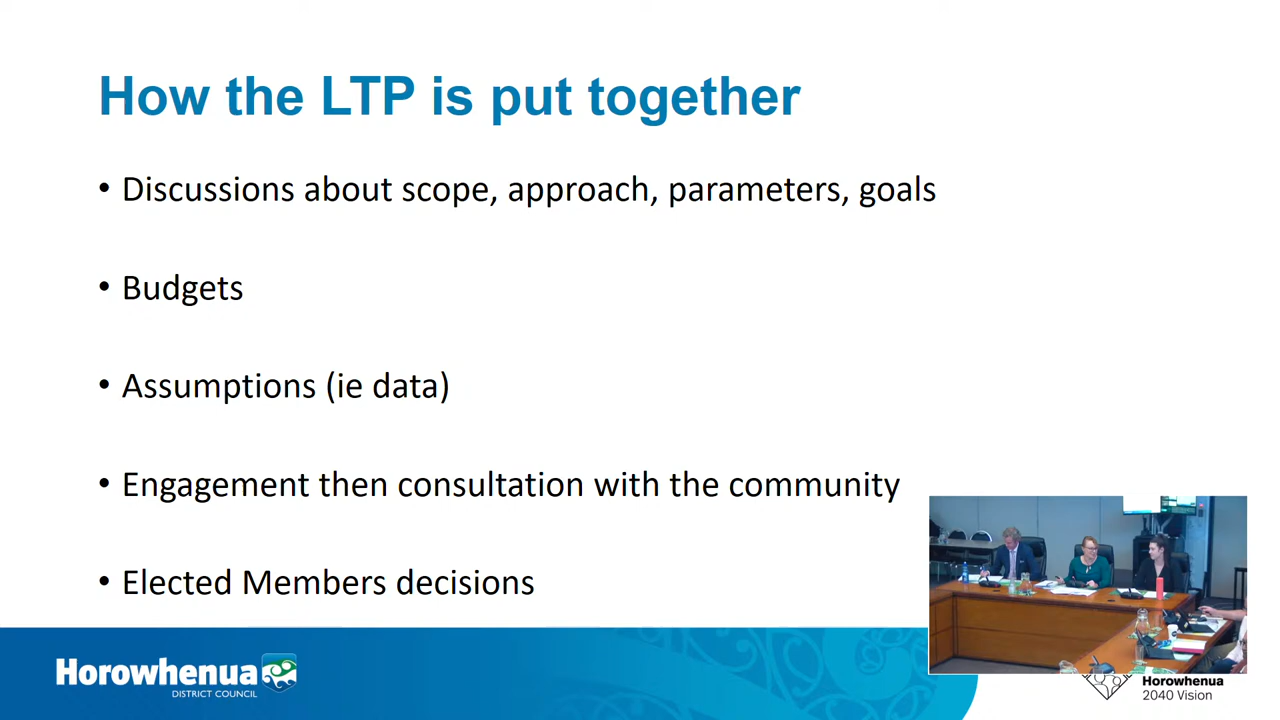 How the LTP is put together
• Discussions about scope, approach, parameters, goals
• Budgets
• Assumptions (ie data)
• Engagement then consultation with the community
• Elected Members decisions
Horowhenua
DISTRICT COUNCIL
Horowhenua
2040 Vision